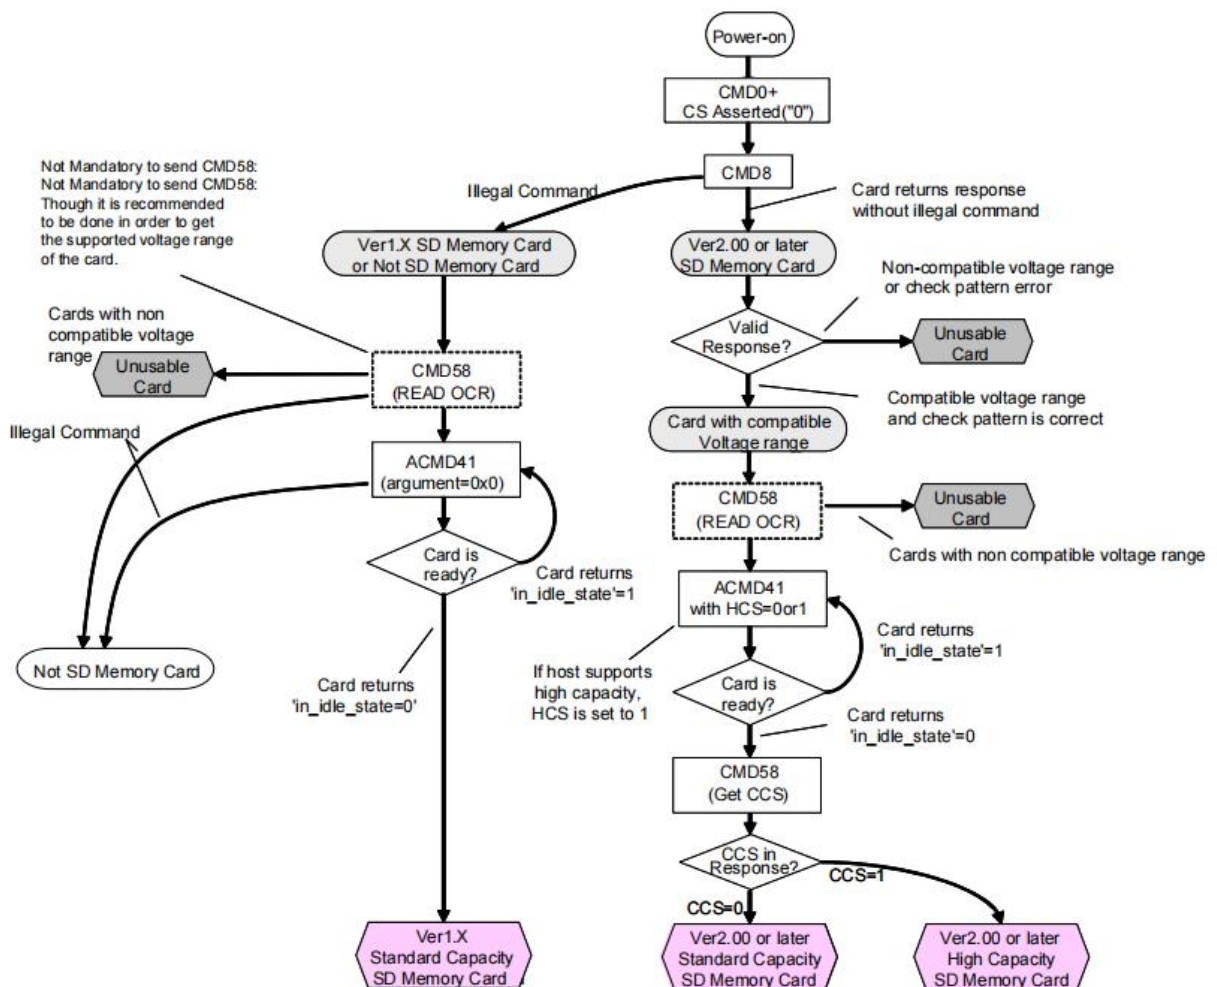 Power-on
CMD0+
CS Asserted("0")
Not Mandatory to send CMD58:
Not Mandatory to send CMD58:
Though it is recommended
to be done in order to get
the supported voltage range
of the card.
CMD8
Illegal Command
Card returns response
without illegal command
Ver1.X SD Memory Card
or Not SD Memory Card
Ver2.00 or later
SD Memory Card
Non-compatible voltage range
or check pattern error
Cards with non
compatible voltage
range
Valid
Response?
Unusable
Card
Unusable
Card
CMD58
(READ OCR)
Compatible voltage range
and check pattern is correct
Card with compatible
Voltage range
Illegal Command
ACMD41
(argument=0x0)
CMD58
(READ OCR)
Unusable
Card
Cards with non compatible voltage range
Card is
ready?
Card returns
'in_idle_state'=1
ACMD41
with HCS=0or1
Card returns
'in_idle_state'=1
Not SD Memory Card
Card returns
'in_idle_state=0'
If host supports
high capacity,
HCS is set to 1
Card is
ready?
Card returns
'in_idle_state'=0
CMD58
(Get CCS)
CCS in
Response?
CCS=1
CCS=0
Ver1.X
Standard Capacity
SD Memory Card
Ver2.00 or later
Standard Capacity
SD Memory Card
Ver2.00 or later
High Capacity
SD Memory Card